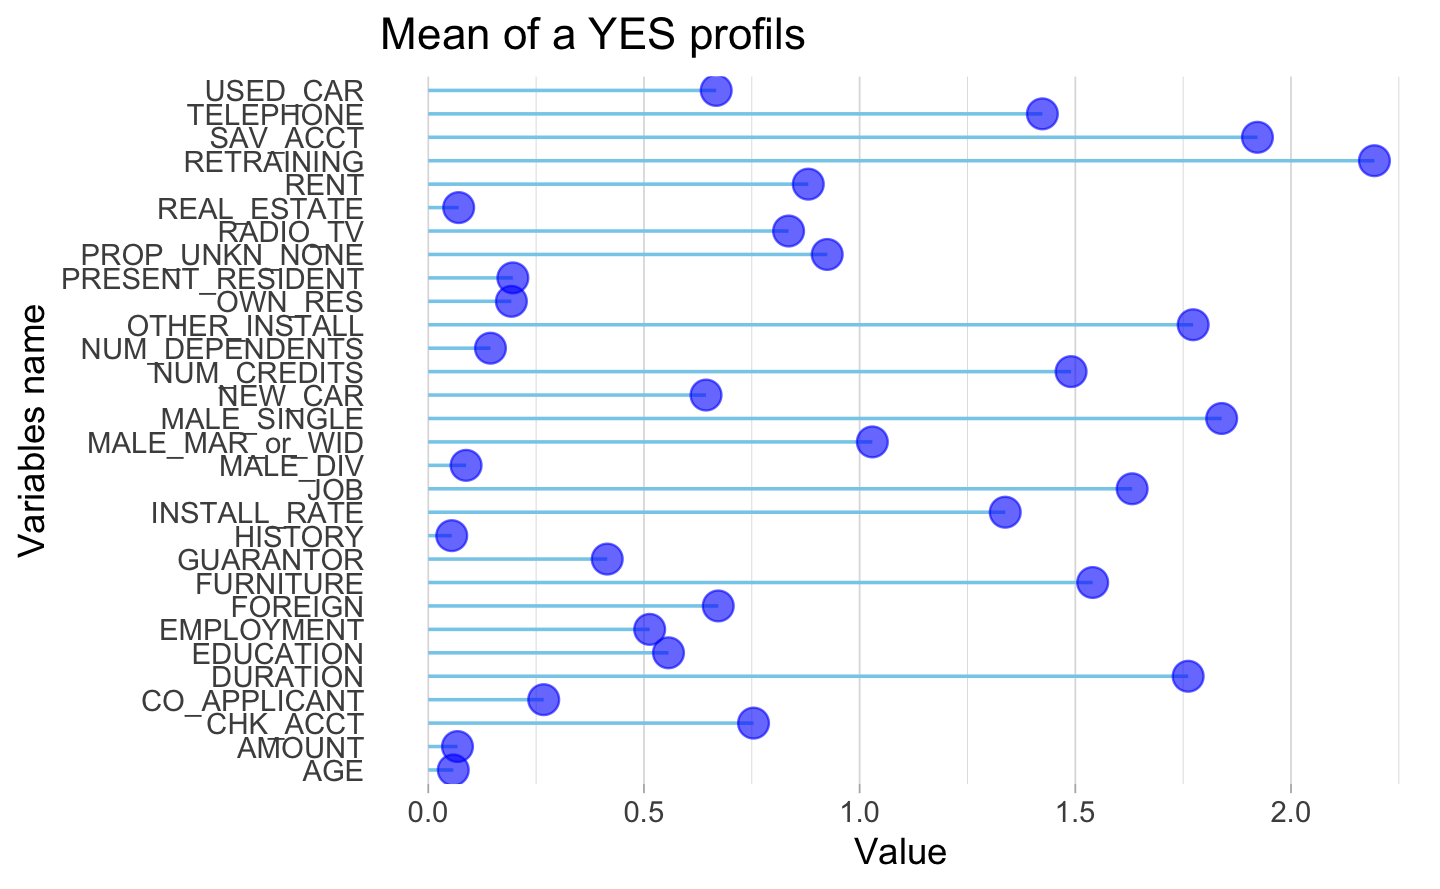 Mean of a YES profils
Variables name
USED_CAR
TELEPHONE
SAV_ACCT
RETRAINING
RENT
REAL_ESTATE
RADIO_TV
PROP_UNKN_NONE
PRESENT_RESIDENT
OWN_RES
OTHER_INSTALL
NUM_DEPENDENTS
NUM_CREDITS
NEW_CAR
MALE_SINGLE
MALE_MAR_or_WID
MALE_DIV
JOB
INSTALL_RATE
HISTORY
GUARANTOR
FURNITURE
FOREIGN
EMPLOYMENT
EDUCATION
DURATION
CO_APPLICANT
CHK_ACCT
AMOUNT
AGE
0.0 0.5 1.0 1.5 2.0
Value